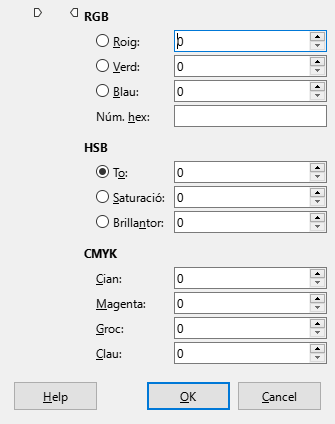 RGB
Roig: 0
Verd: 0
Blau: 0
Núm. hex:
HSB
To: 0
Saturació: 0
Brillantor: 0
CMYK
Cian: 0
Magenta: 0
Groc: 0
Clau: 0
Help OK Cancel